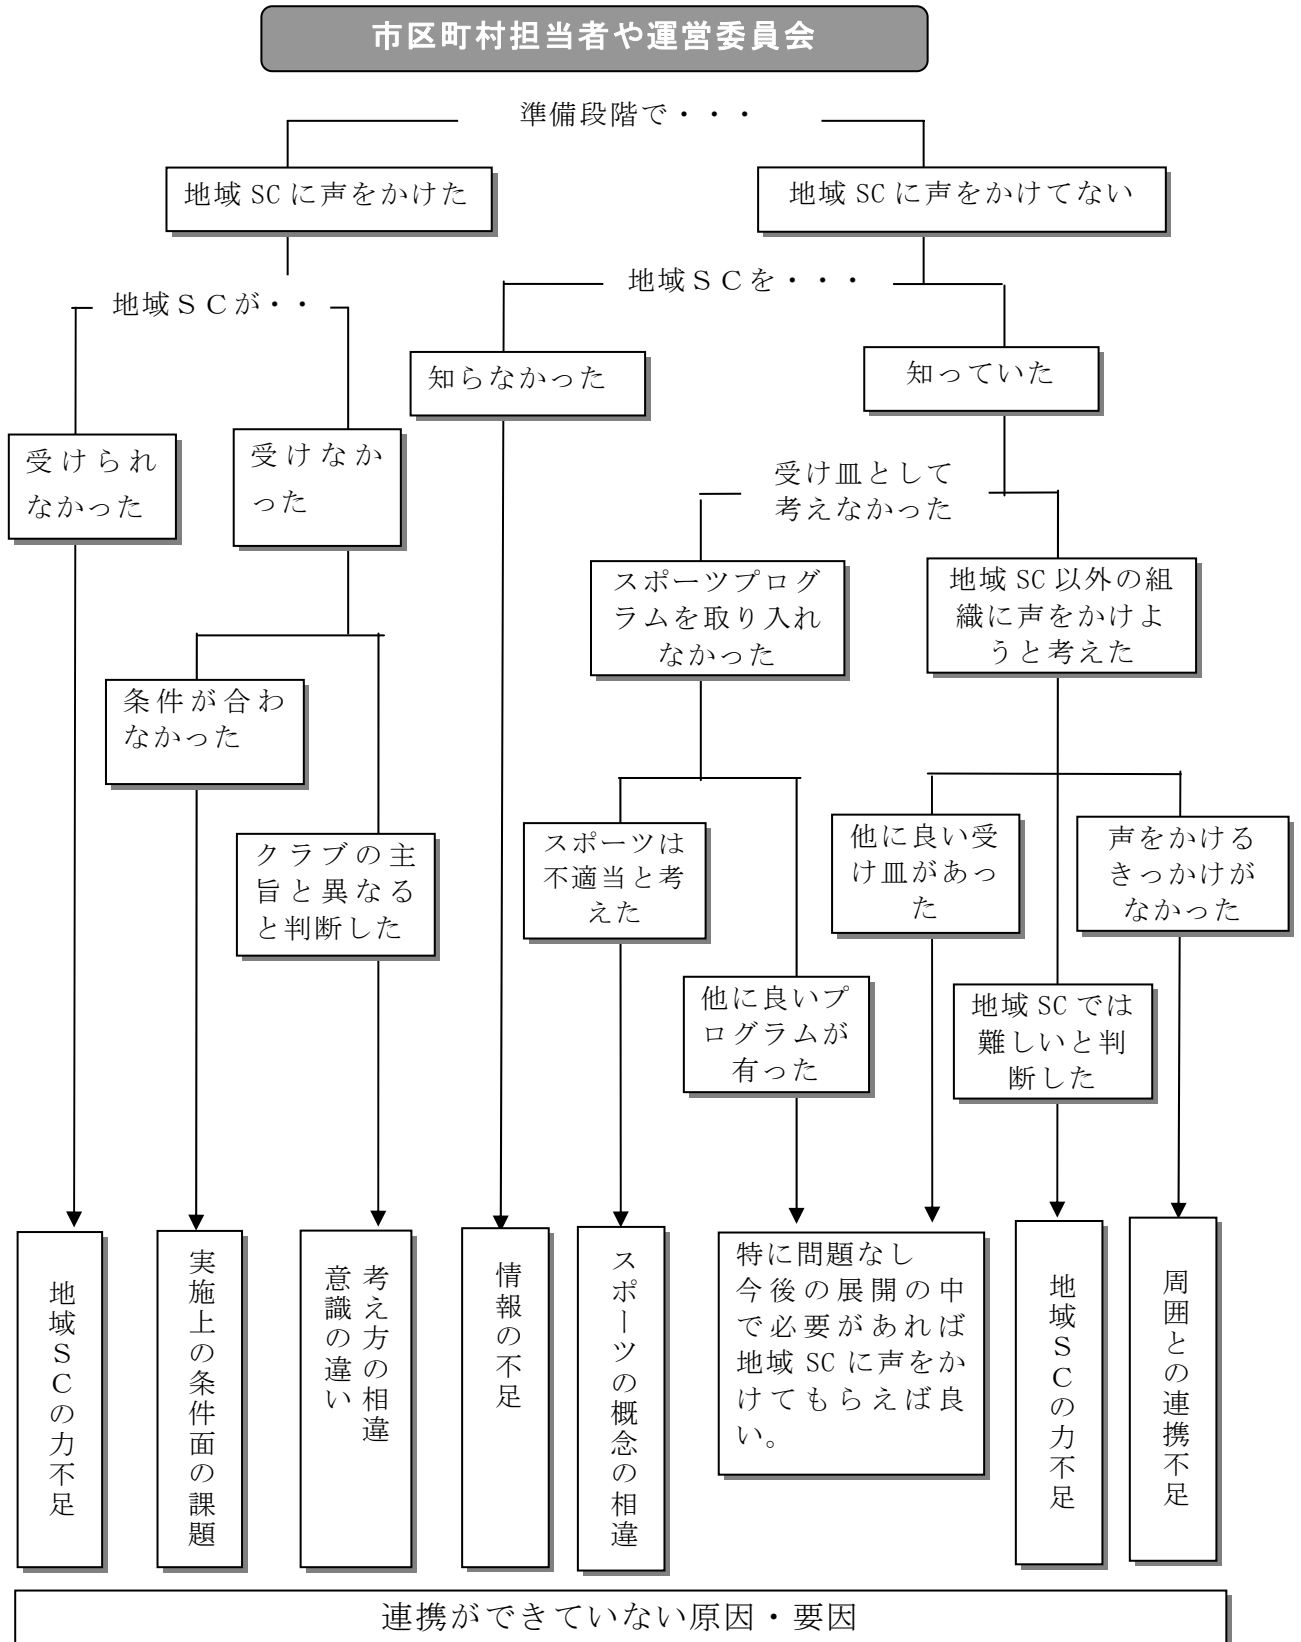 市区町村担当者や運営委員会
準備段階で・・・
地域 SC に声をかけた
地域 SC に声をかけてない
地域ＳＣが・・
地域ＳＣを・・・
知らなかった
知っていた
受けられ
なかった
受けなか
った
受け皿として
考えなかった
スポーツプログ
ラムを取り入れ
なかった
地域 SC 以外の組
織に声をかけよ
うと考えた
条件が合わ
なかった
クラブの主
旨と異なる
と判断した
スポーツは
不適当と考
えた
他に良いプ
ログラムが
有った
他に良い受
け皿があっ
た
地域 SC では
難しいと判
断した
声をかける
きっかけが
なかった
地域ＳＣの力不足
実施上の条件面の課題
考え方の相違
意識の違い
情報の不足
スポーツの概念の相違
特に問題なし
今後の展開の中
で必要があれば
地域 SC に声をか
けてもらえば良
い。
地域ＳＣの力不足
周囲との連携不足
連携ができていない原因・要因